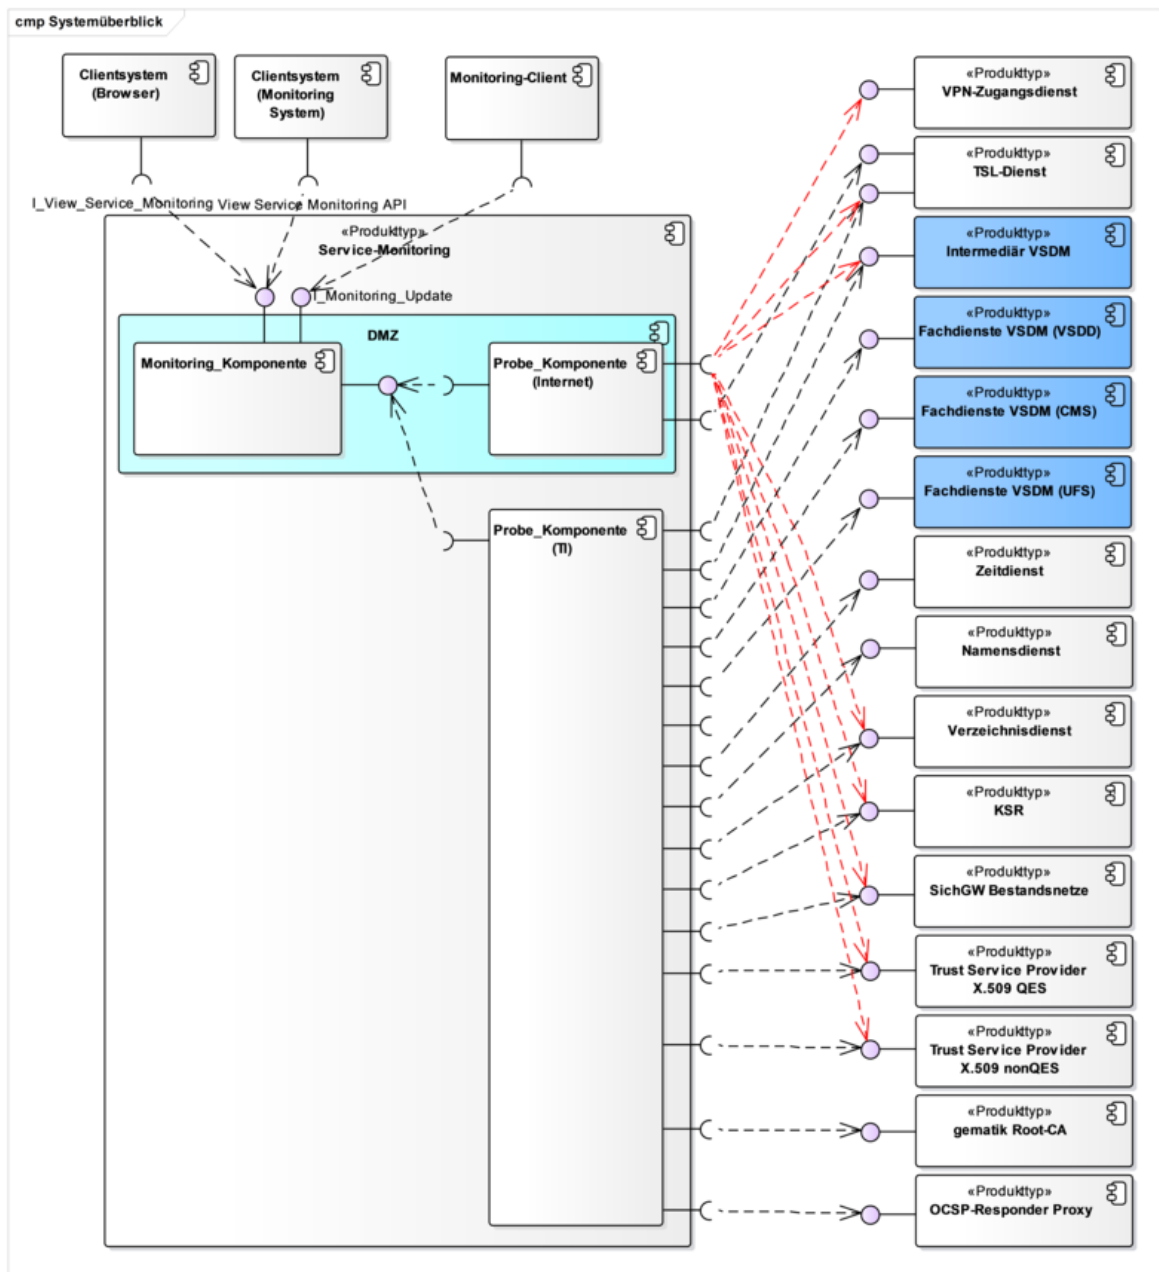 cmp Systemüberblick
Clientsystem
(Browser)
Clientsystem
(Monitoring
System)
Monitoring-Client
I_View_Service_Monitoring
View Service Monitoring API
«Produkttyp»
Service-Monitoring
I_Monitoring_Update
DMZ
Monitoring_Komponente
Probe_Komponente
(Internet)
Probe_Komponente
(TI)
«Produkttyp»
VPN-Zugangsdienst
«Produkttyp»
TSL-Dienst
«Produkttyp»
Intermediär VSDM
«Produkttyp»
Fachdienste VSDM (VSDD)
«Produkttyp»
Fachdienste VSDM (CMS)
«Produkttyp»
Fachdienste VSDM (UFS)
«Produkttyp»
Zeitdienst
«Produkttyp»
Namensdienst
«Produkttyp»
Verzeichnisdienst
«Produkttyp»
KSR
«Produkttyp»
SichGW Bestandsnetze
«Produkttyp»
Trust Service Provider
X.509 QES
«Produkttyp»
Trust Service Provider
X.509 nonQES
«Produkttyp»
gematik Root-CA
«Produkttyp»
OCSP-Responder Proxy